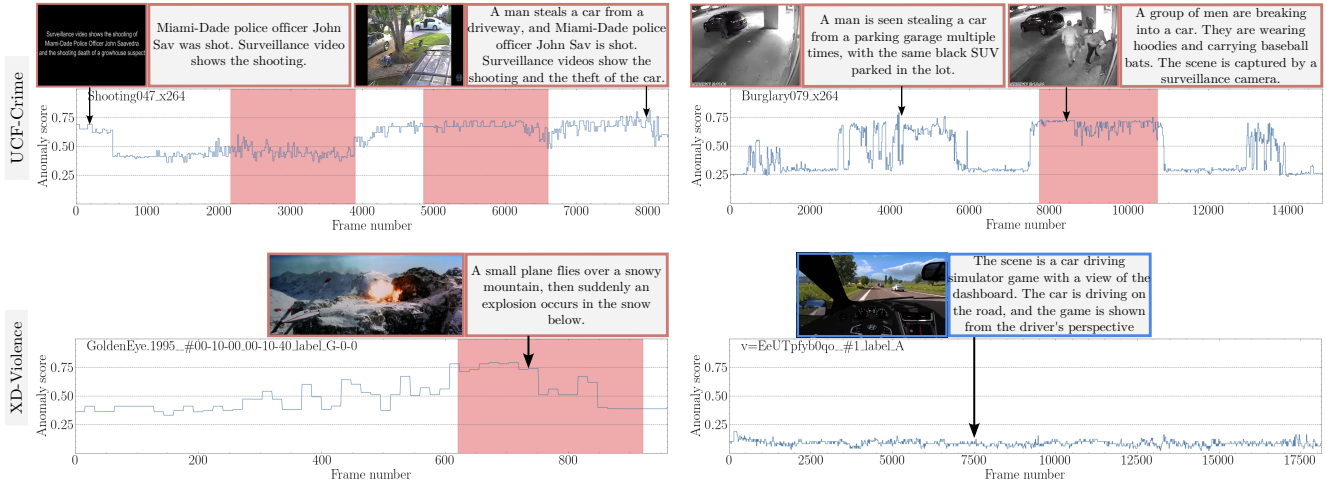 Surveillance video shows the shooting of
Miami-Dade Police Officer John Saavedra
and the shooting death of a growhouse suspect
Miami-Dade police officer John
Sav was shot. Surveillance video
shows the shooting.
A man steals a car from a
driveway, and Miami-Dade police
officer John Sav is shot.
Surveillance videos show the
shooting and the theft of the car.
A man is seen stealing a car
from a parking garage multiple
times, with the same black SUV
parked in the lot.
A group of men are breaking
into a car. They are wearing
hoodies and carrying baseball
bats. The scene is captured by a
surveillance camera.
UCF-Crime
Shooting047_x264
Anomaly score
0.75
0.50
0.25
0 1000 2000 3000 4000 5000 6000 7000 8000
Frame number
Burglary079_x264
Anomaly score
0.75
0.50
0.25
0 2000 4000 6000 8000 10000 12000 14000
Frame number
A small plane flies over a snowy
mountain, then suddenly an
explosion occurs in the snow
below.
The scene is a car driving
simulator game with a view of the
dashboard. The car is driving on
the road, and the game is shown
from the driver's perspective
XD-Violence
GoldenEye.1995__#00-10-00_00-10-40_label_G-0-0
Anomaly score
0.75
0.50
0.25
0 200 400 600 800
Frame number
v=EeUTpfyb0qo__#1_label_A
Anomaly score
0.75
0.50
0.25
0 2500 5000 7500 10000 12500 15000 17500
Frame number